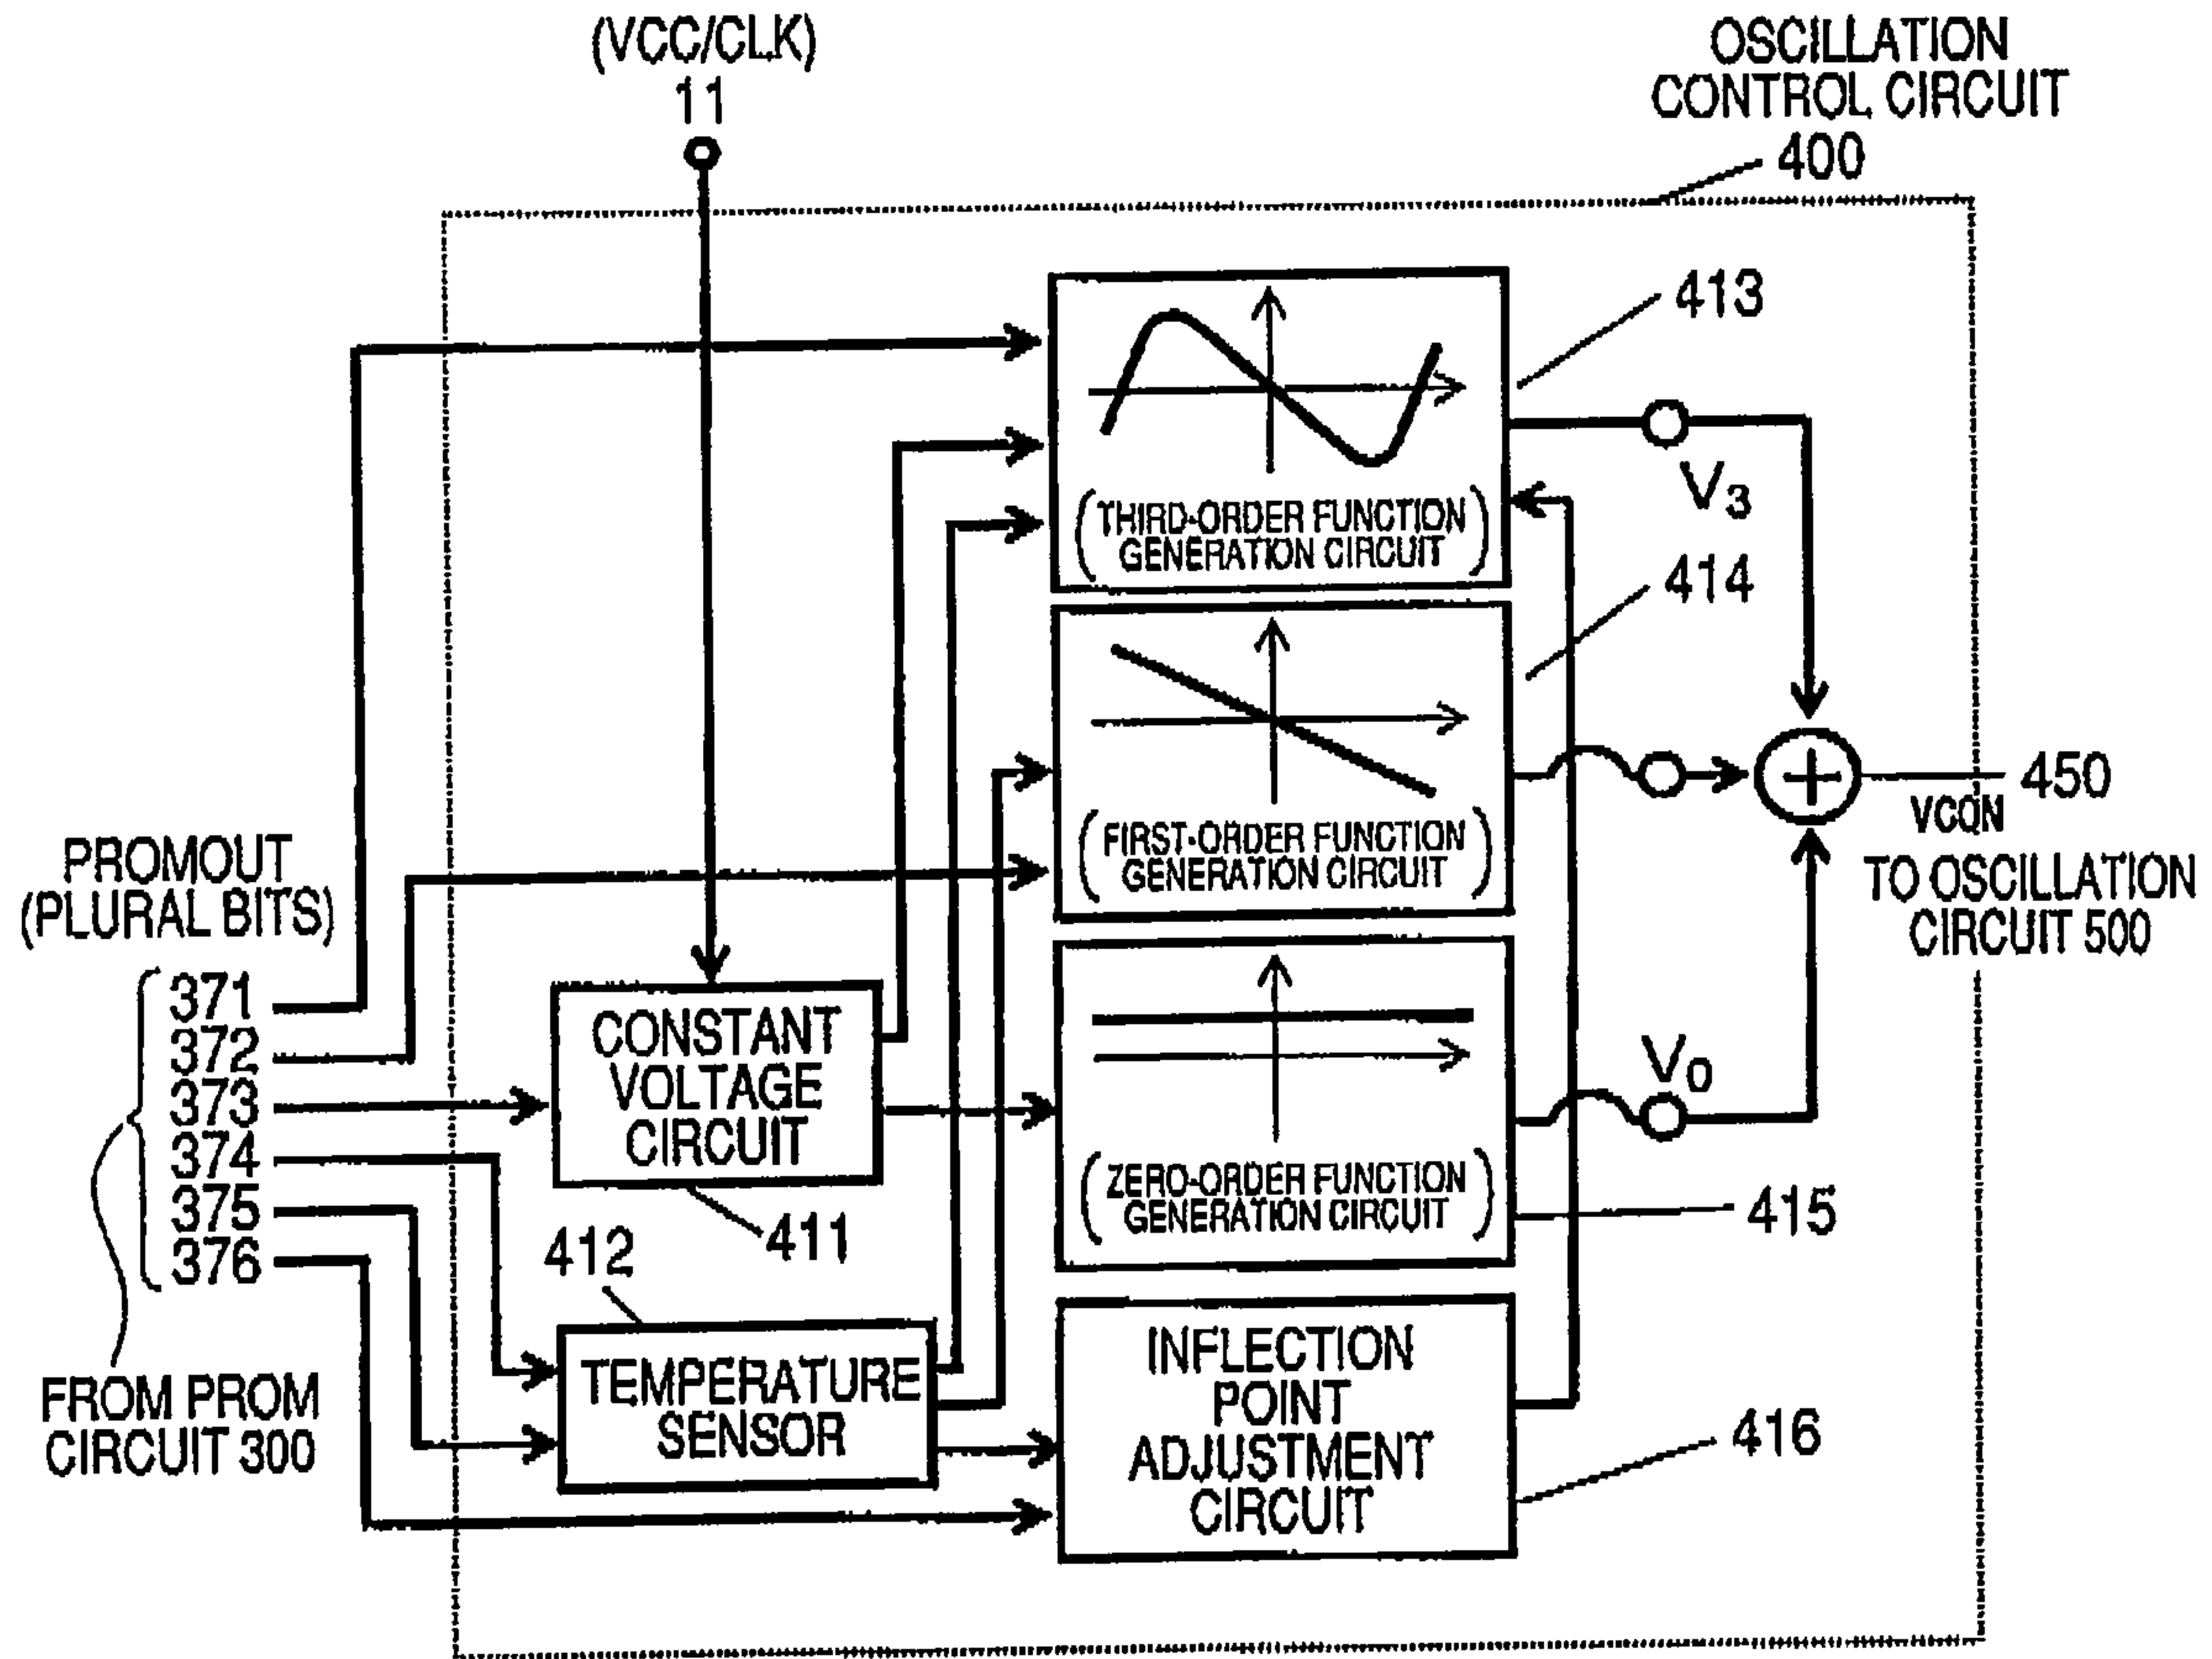 (VCC/CLK)
11
OSCILLATION
CONTROL CIRCUIT
400
413
V3
(THIRD-ORDER FUNCTION
GENERATION CIRCUIT)
414
(FIRST-ORDER FUNCTION
GENERATION CIRCUIT)
+
450
VCON
TO OSCILLATION
CIRCUIT 500
PROMOUT
(PLURAL BITS)
371
372
373
374
375
376
FROM PROM
CIRCUIT 300
CONSTANT
VOLTAGE
CIRCUIT
411
V0
(ZERO-ORDER FUNCTION
GENERATION CIRCUIT)
415
412
TEMPERATURE
SENSOR
INFLECTION
POINT
ADJUSTMENT
CIRCUIT
416